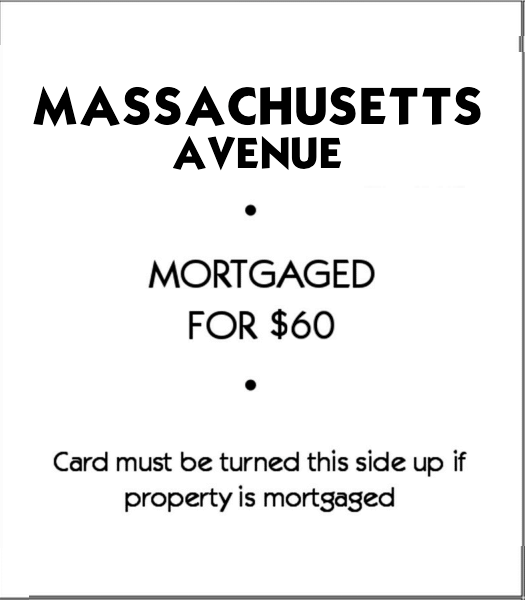 MASSACHUSETTS
AVENUE
•
MORTGAGED
FOR $60
•
Card must be turned this side up if
property is mortgaged